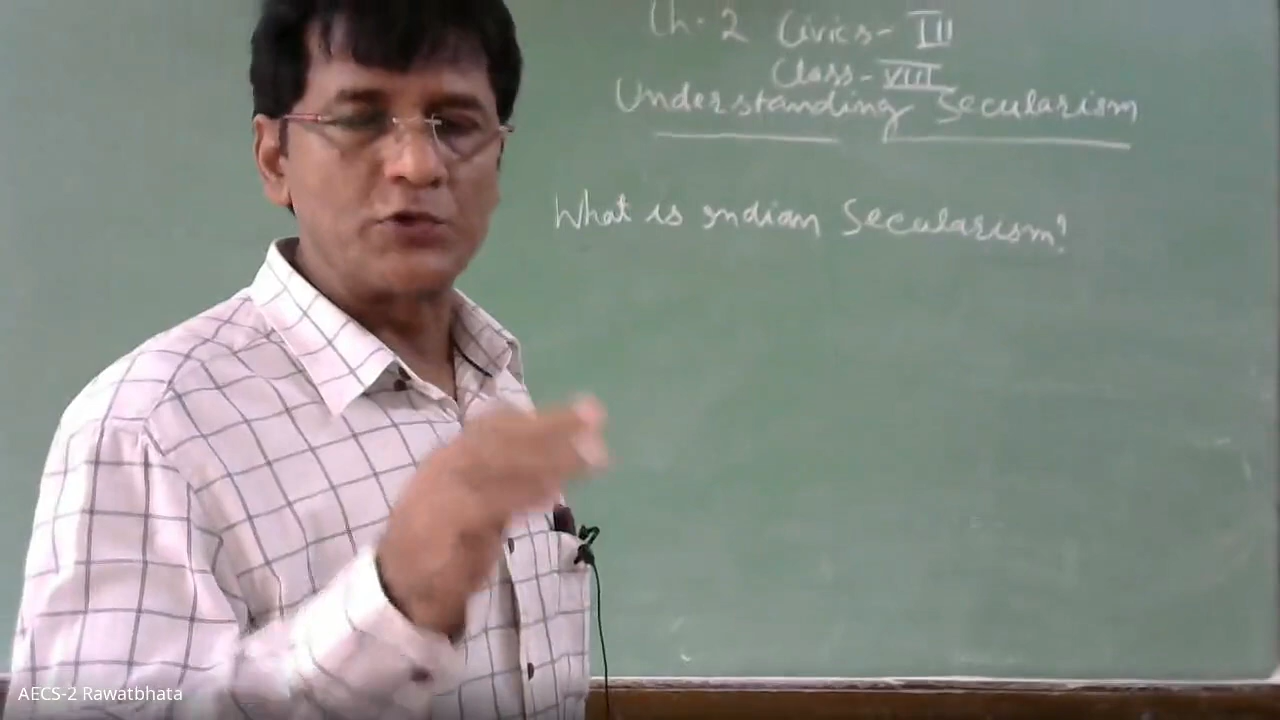 Ch. 2 Civics - III
Class - VIII
Understanding Secularism
What is Indian Secularism?
AECS-2 Rawatbhata